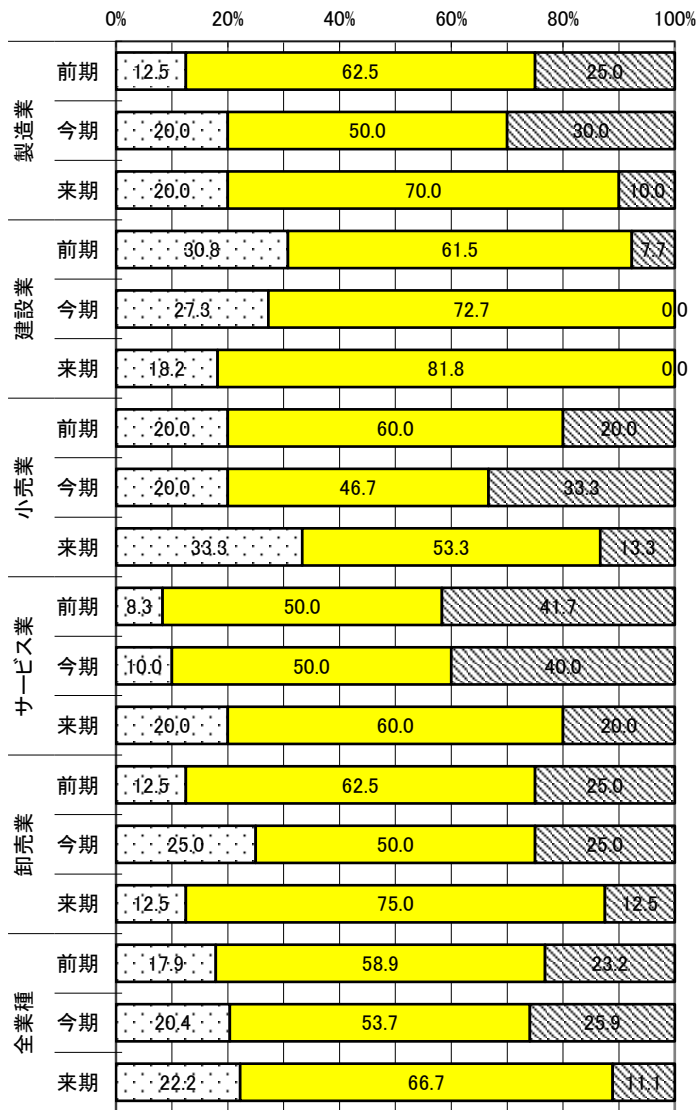 0% 20% 40% 60% 80% 100%
製造業
前期 12.5 62.5 25.0
今期 20.0 50.0 30.0
来期 20.0 70.0 10.0
建設業
前期 30.8 61.5 7.7
今期 27.3 72.7 0.0
来期 18.2 81.8 0.0
小売業
前期 20.0 60.0 20.0
今期 20.0 46.7 33.3
来期 33.3 53.3 13.3
サービス業
前期 8.3 50.0 41.7
今期 10.0 50.0 40.0
来期 20.0 60.0 20.0
卸売業
前期 12.5 62.5 25.0
今期 25.0 50.0 25.0
来期 12.5 75.0 12.5
全業種
前期 17.9 58.9 23.2
今期 20.4 53.7 25.9
来期 22.2 66.7 11.1